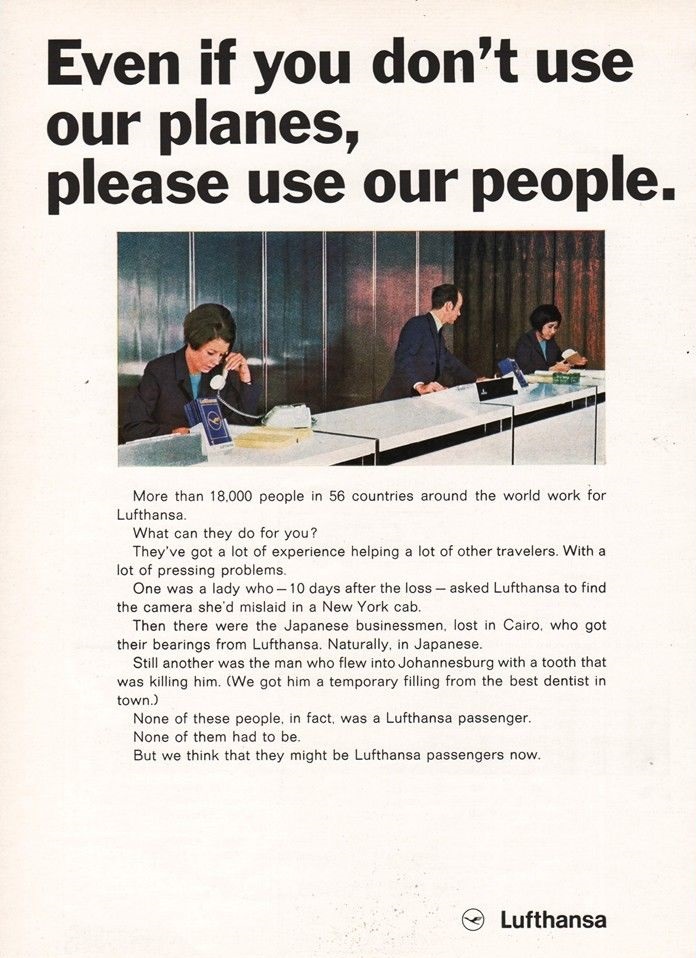 Even if you don't use
our planes,
please use our people.
More than 18,000 people in 56 countries around the world work for
Lufthansa.
What can they do for you?
They've got a lot of experience helping a lot of other travelers. With a
lot of pressing problems.
One was a lady who — 10 days after the loss — asked Lufthansa to find
the camera she'd mislaid in a New York cab.
Then there were the Japanese businessmen, lost in Cairo, who got
their bearings from Lufthansa. Naturally, in Japanese.
Still another was the man who flew into Johannesburg with a tooth that
was killing him. (We got him a temporary filling from the best dentist in
town.)
None of these people, in fact, was a Lufthansa passenger.
None of them had to be.
But we think that they might be Lufthansa passengers now.
Lufthansa